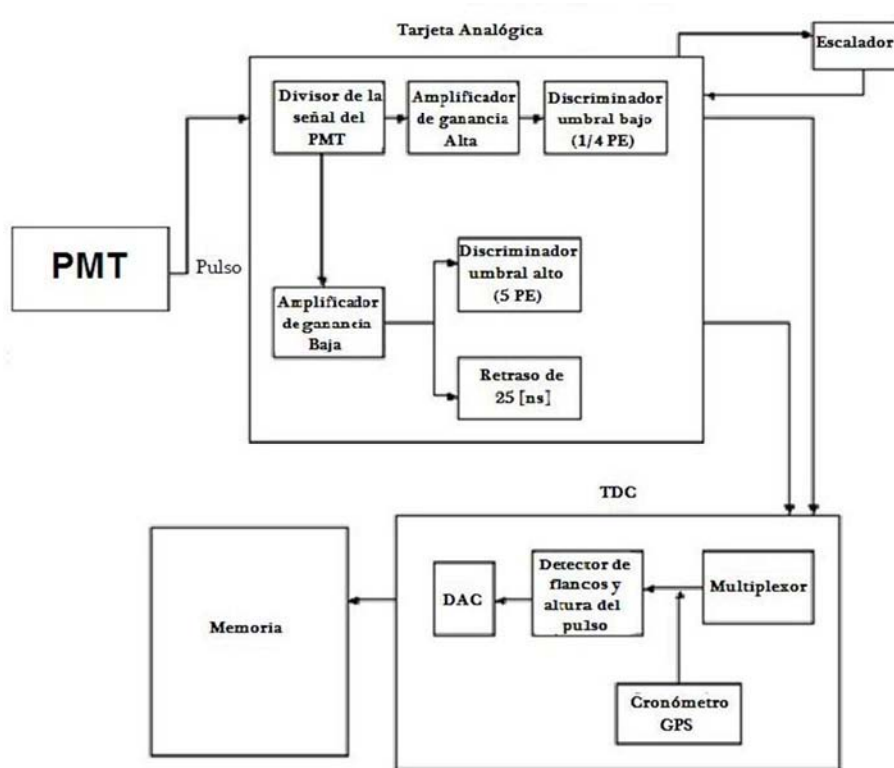 Tarjeta Analógica
Escalador
Divisor de la
señal del
PMT
Amplificador
de ganancia
Alta
Discriminador
umbral bajo
(1/4 PE)
PMT
Pulso
Discriminador
umbral alto
(5 PE)
Amplificador
de ganancia
Baja
Retraso de
25 [ns]
TDC
Memoria
DAC
Detector de
flancos y
altura del
pulso
Multiplexor
Cronómetro
GPS